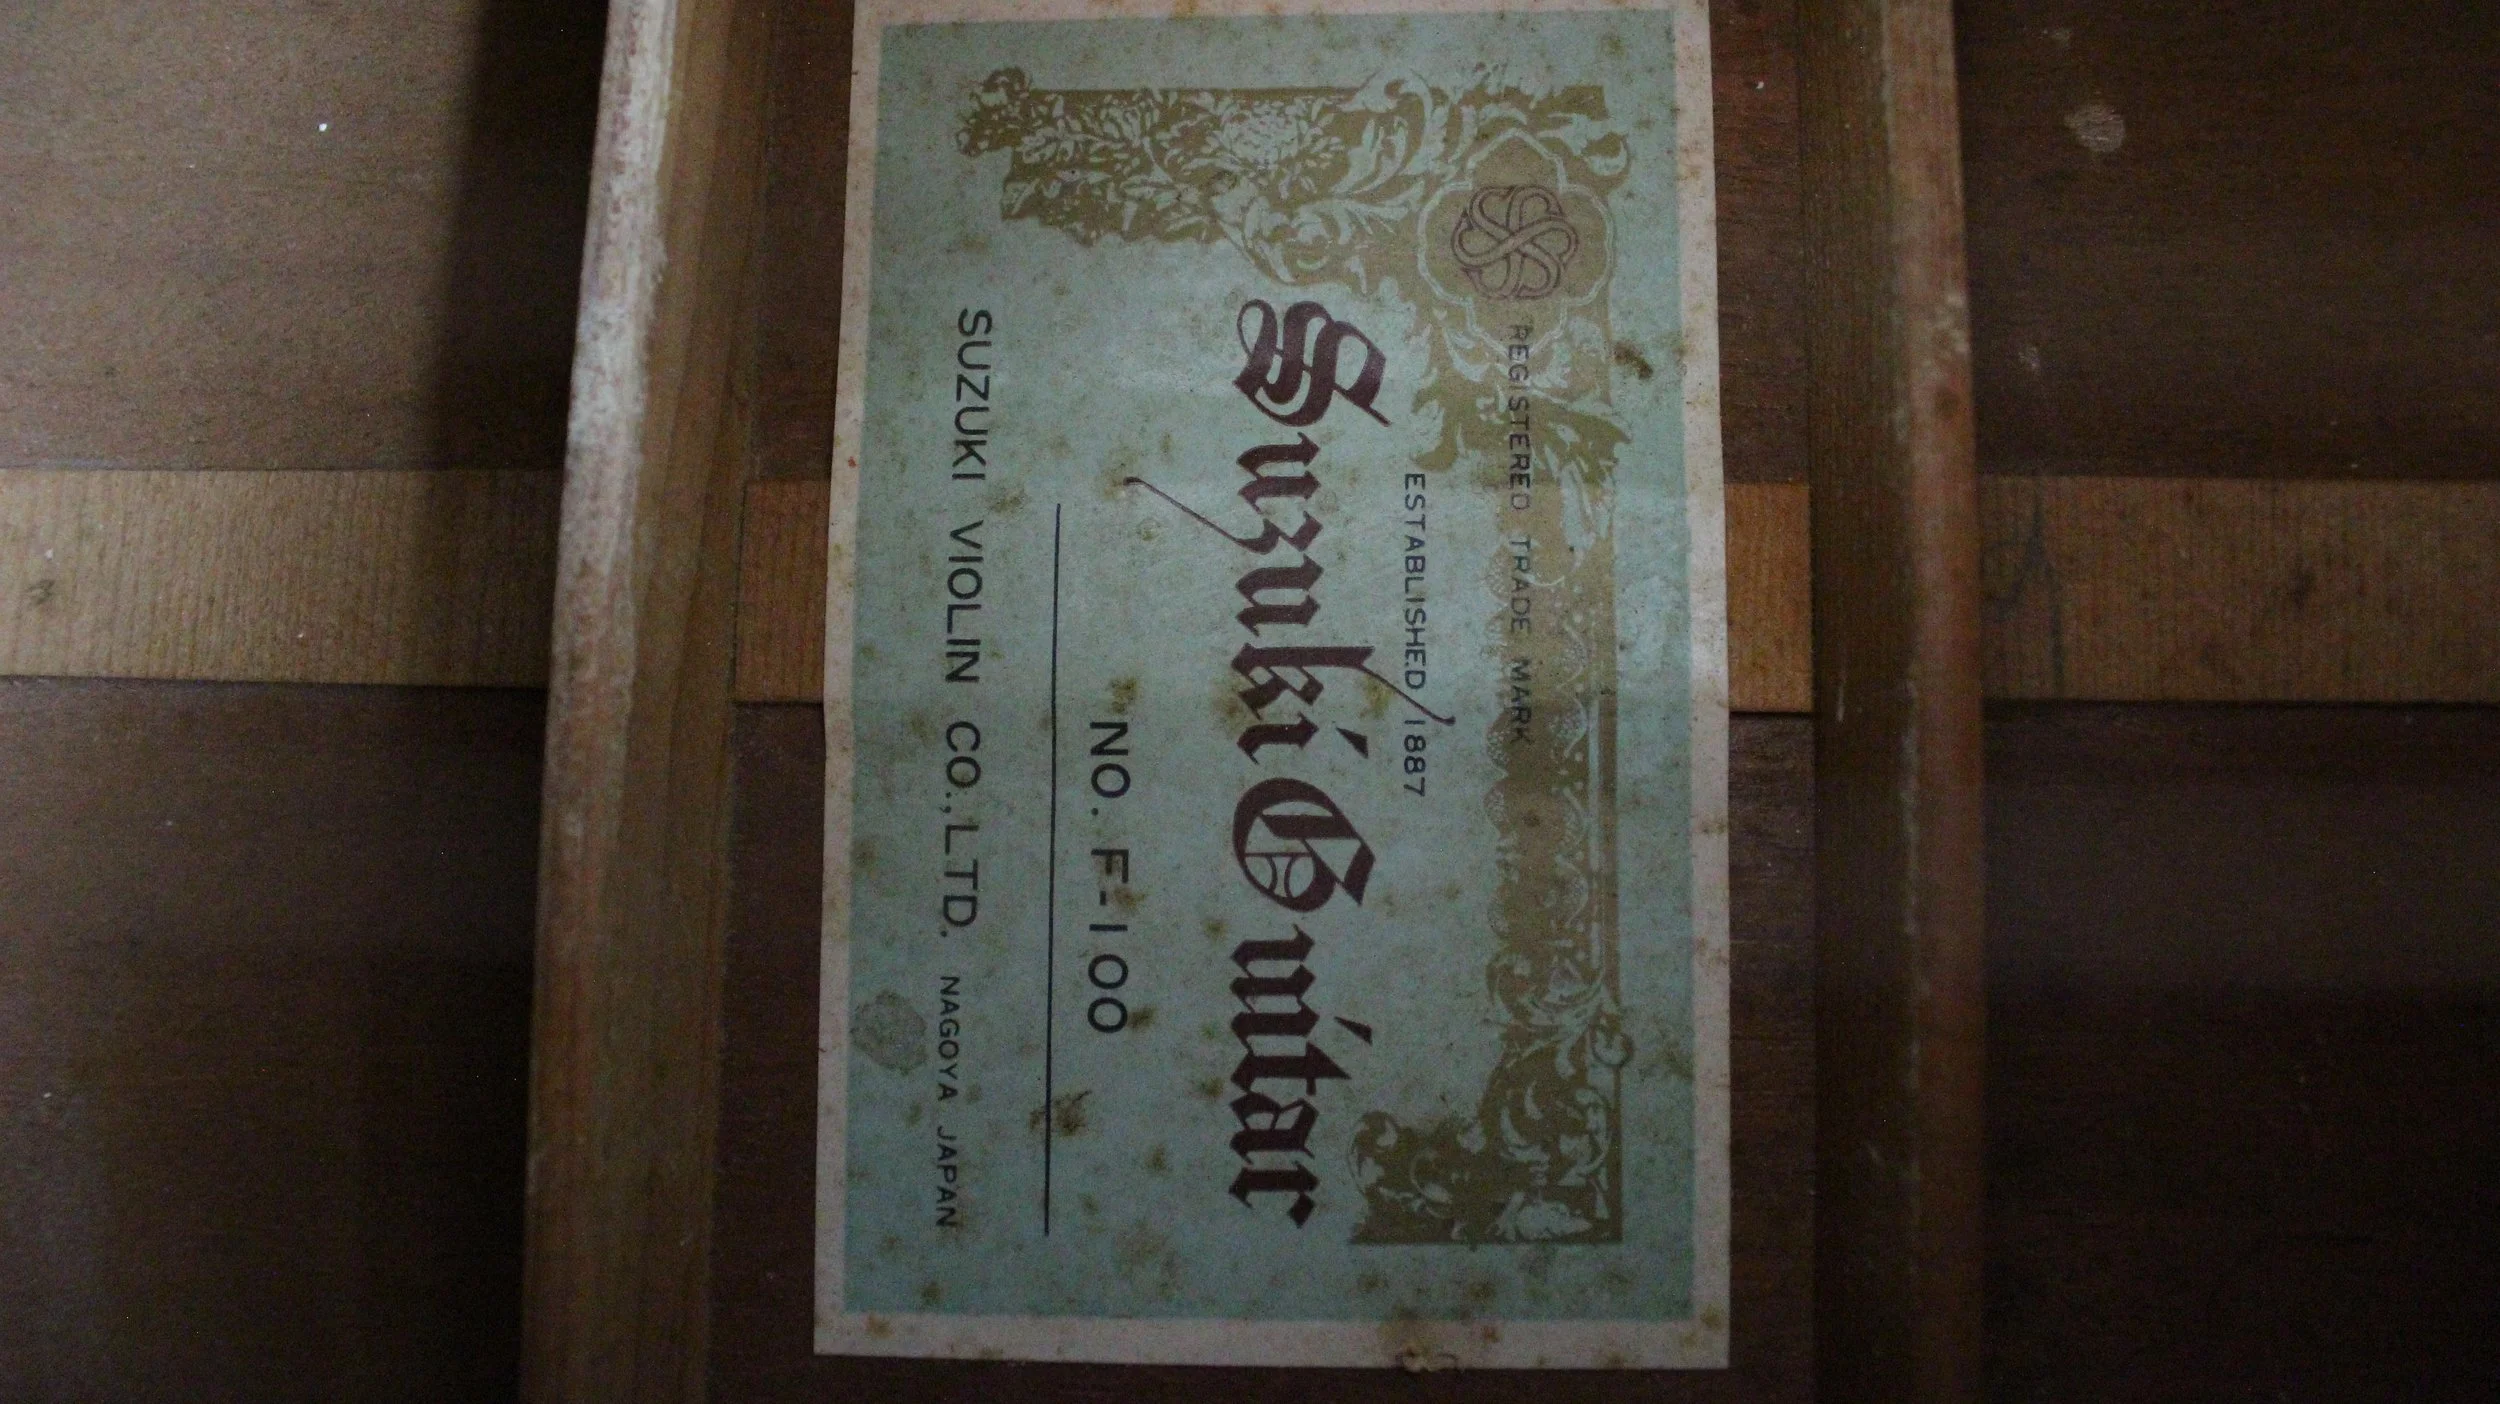 REGISTERED TRADE MARK
ESTABLISHED 1887
Suzuki Guitar
NO. F-100
SUZUKI VIOLIN CO., LTD. NAGOYA JAPAN